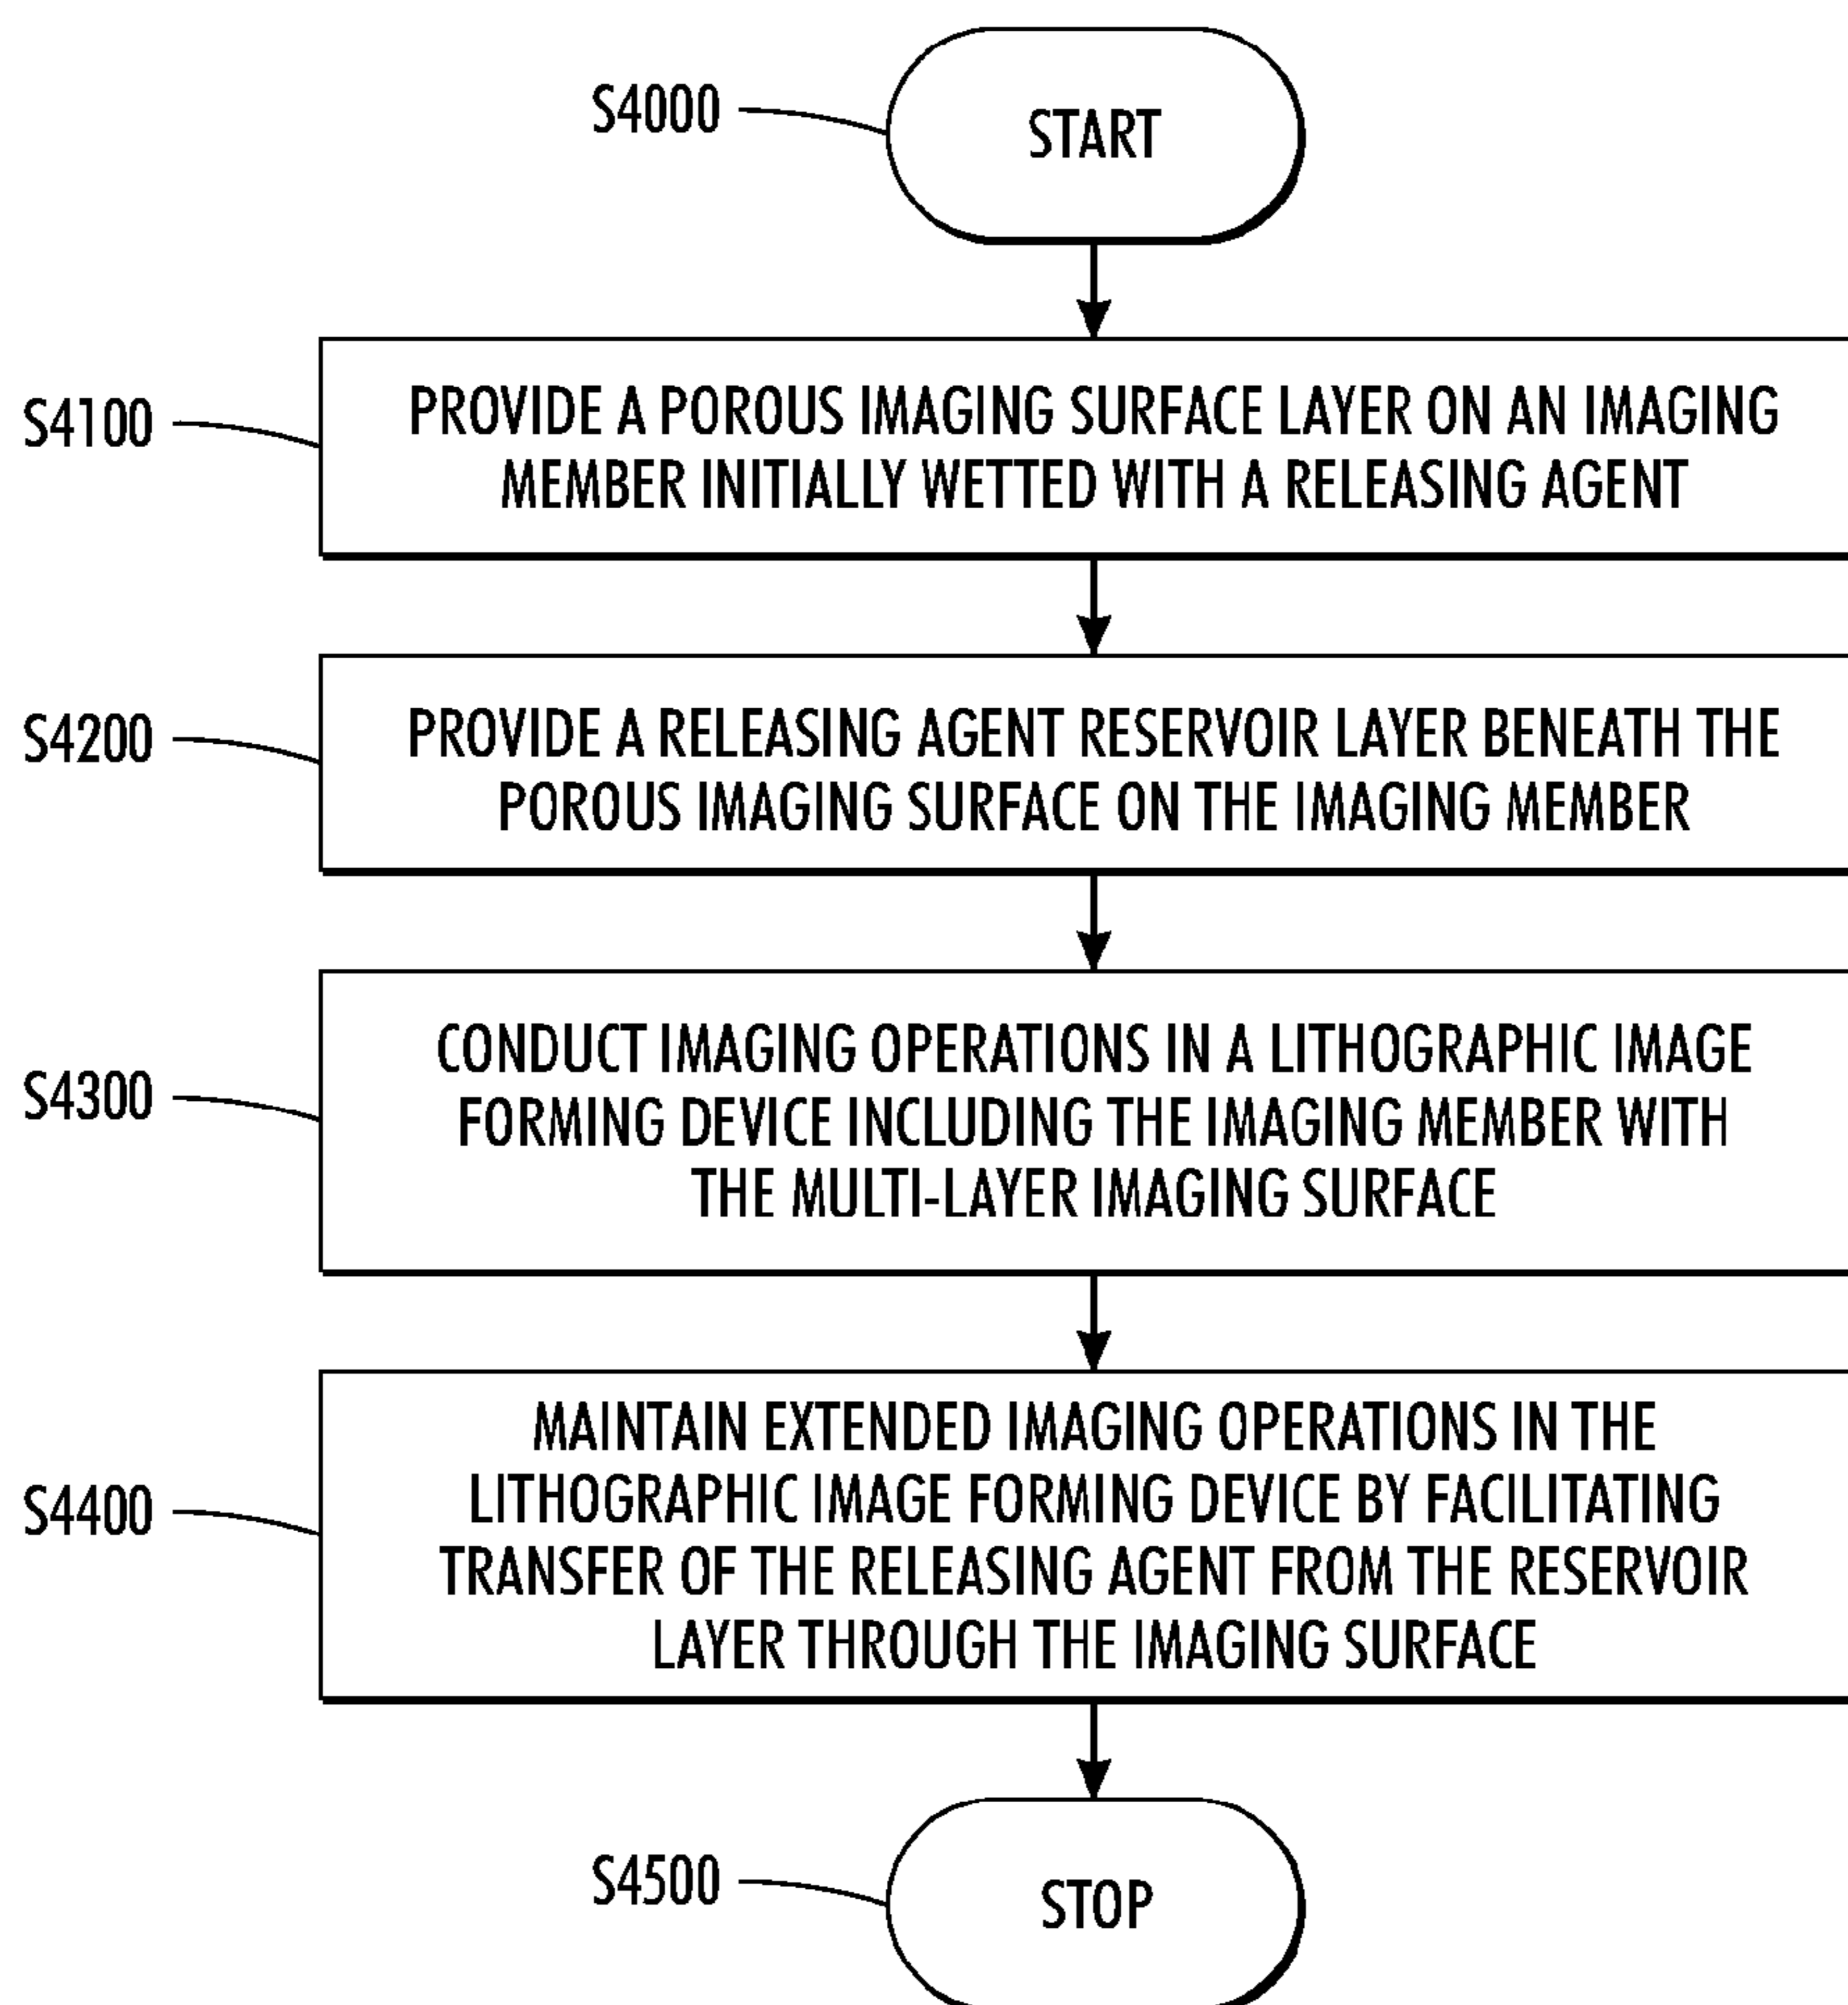 S4000
START
S4100
PROVIDE A POROUS IMAGING SURFACE LAYER ON AN IMAGING
MEMBER INITIALLY WETTED WITH A RELEASING AGENT
S4200
PROVIDE A RELEASING AGENT RESERVOIR LAYER BENEATH THE
POROUS IMAGING SURFACE ON THE IMAGING MEMBER
S4300
CONDUCT IMAGING OPERATIONS IN A LITHOGRAPHIC IMAGE
FORMING DEVICE INCLUDING THE IMAGING MEMBER WITH
THE MULTI-LAYER IMAGING SURFACE
S4400
MAINTAIN EXTENDED IMAGING OPERATIONS IN THE
LITHOGRAPHIC IMAGE FORMING DEVICE BY FACILITATING
TRANSFER OF THE RELEASING AGENT FROM THE RESERVOIR
LAYER THROUGH THE IMAGING SURFACE
S4500
STOP